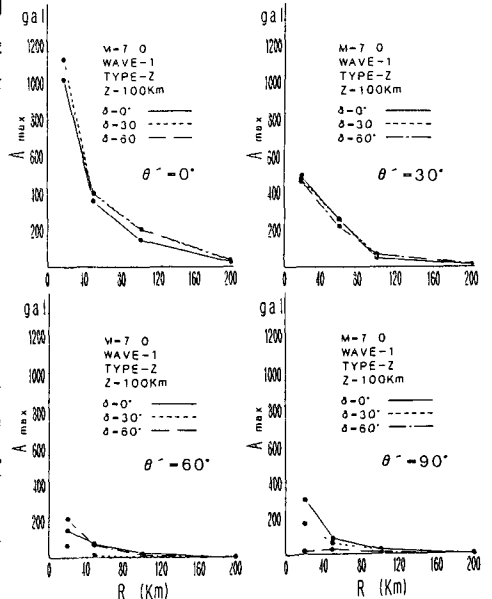 gal
1200
1000
800
600
400
200
A max
M-7 0
WAVE-1
TYPE-Z
Z-100Km
δ-0°
δ-30
δ-60
θ´-0°
0 40 80 120 160 200
gal
1200
1000
800
600
400
200
A max
M-7 0
WAVE-1
TYPE-Z
Z-100Km
δ-0°
δ-30
δ-60°
θ´-30°
0 40 80 120 160 200
gal
1200
1000
800
600
400
200
A max
M-7 0
WAVE-1
TYPE-Z
Z-100Km
δ-0°
δ-30°
δ-60°
θ´-60°
0 40 80 120 160 200
R (Km)
gal
1200
1000
800
600
400
200
A max
M-7 0
WAVE-1
TYPE-Z
Z-100Km
δ-0°
δ-30°
δ-60°
θ´-90°
0 40 80 120 160 200
R (Km)